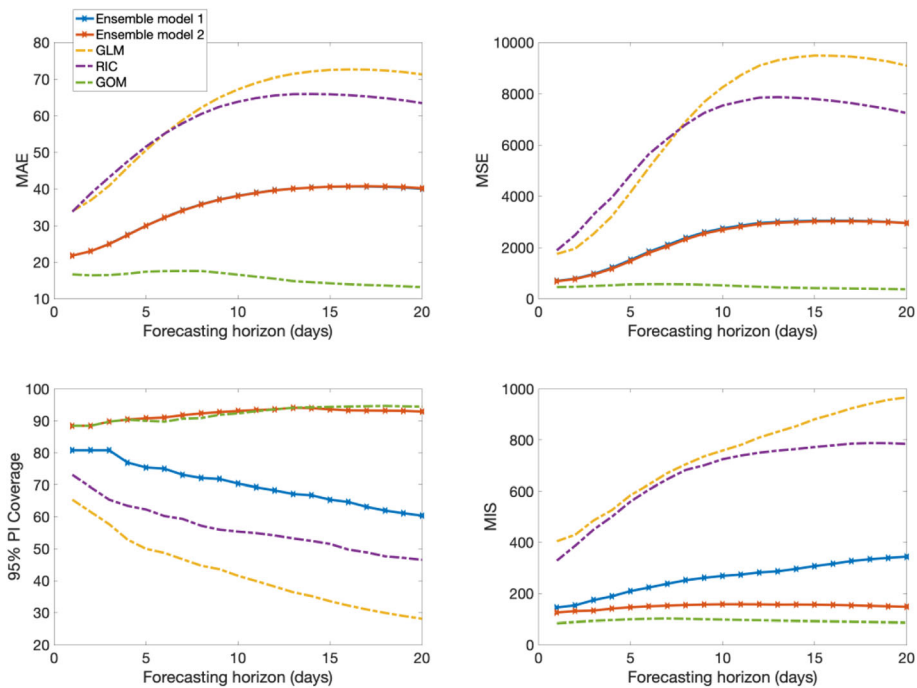 Ensemble model 1
Ensemble model 2
GLM
RIC
GOM
80
70
60
50
40
30
20
10
MAE
0 5 10 15 20
Forecasting horizon (days)
10000
8000
6000
4000
2000
0
MSE
0 5 10 15 20
Forecasting horizon (days)
100
90
80
70
60
50
40
30
20
95% PI Coverage
0 5 10 15 20
Forecasting horizon (days)
1000
800
600
400
200
0
MIS
0 5 10 15 20
Forecasting horizon (days)